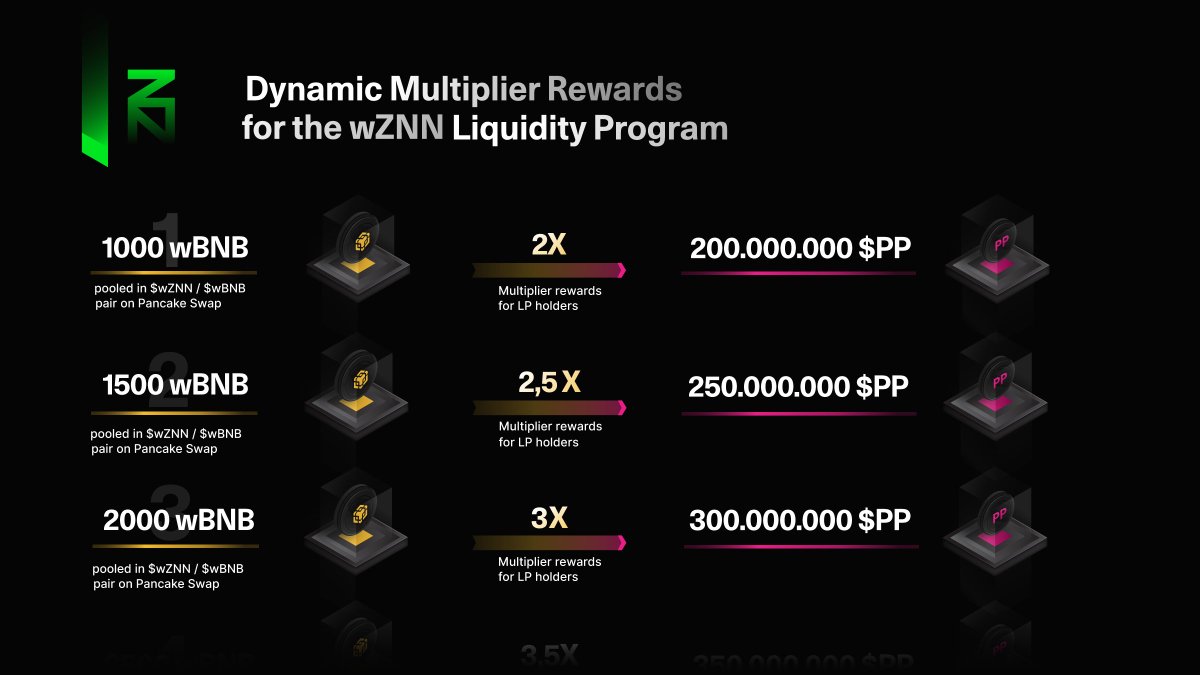 Dynamic Multiplier Rewards
for the wZNN Liquidity Program
1
1000 wBNB
pooled in $wZNN / $wBNB
pair on Pancake Swap
2X
Multiplier rewards
for LP holders
200.000.000 $PP
PP
2
1500 wBNB
pooled in $wZNN / $wBNB
pair on Pancake Swap
2,5 X
Multiplier rewards
for LP holders
250.000.000 $PP
PP
3
2000 wBNB
pooled in $wZNN / $wBNB
pair on Pancake Swap
3X
Multiplier rewards
for LP holders
300.000.000 $PP
PP
3.5X
350.000.000 $PP
PP